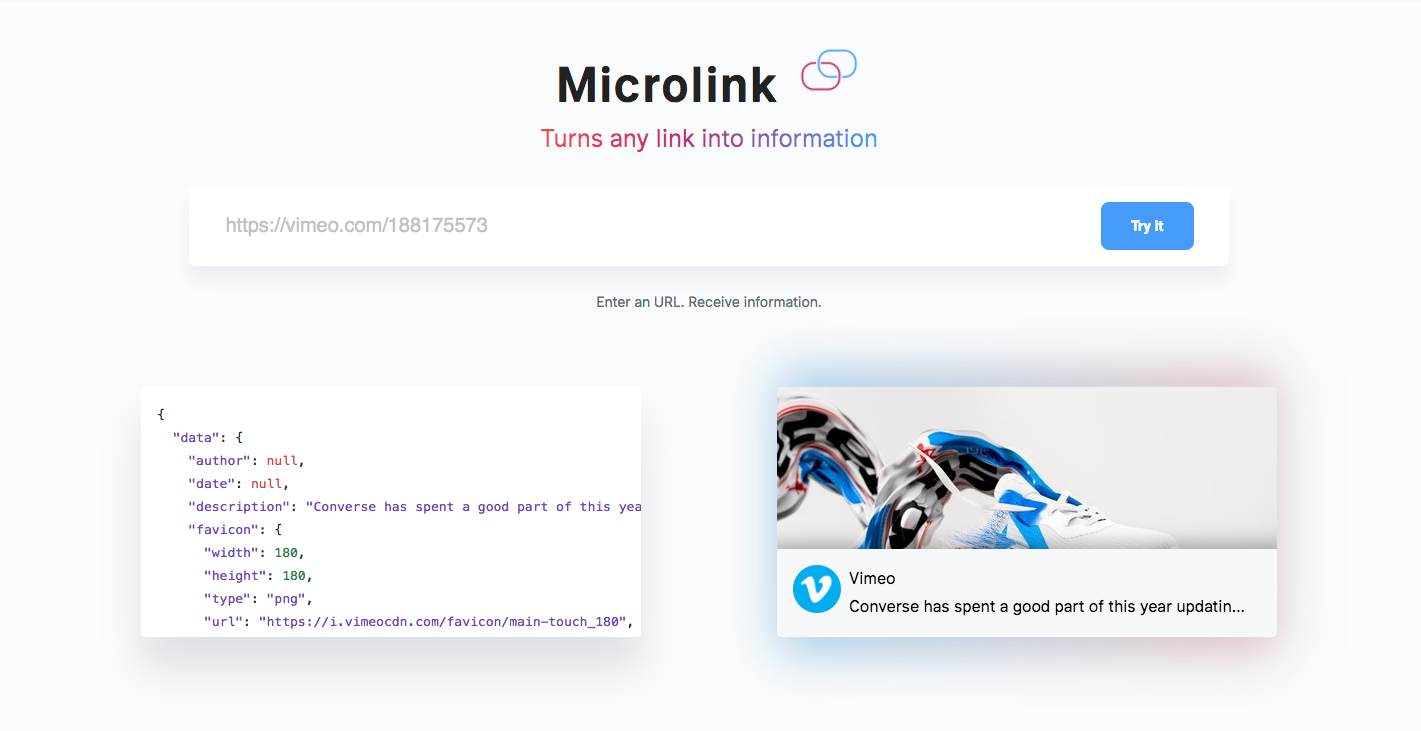 Microlink
Turns any link into information
https://vimeo.com/188175573
Try it
Enter an URL. Receive information.
{
"data": {
"author": null,
"date": null,
"description": "Converse has spent a good part of this yea
"favicon": {
"width": 180,
"height": 180,
"type": "png",
"url": "https://i.vimeocdn.com/favicon/main-touch_180",
Vimeo
Converse has spent a good part of this year updatin...